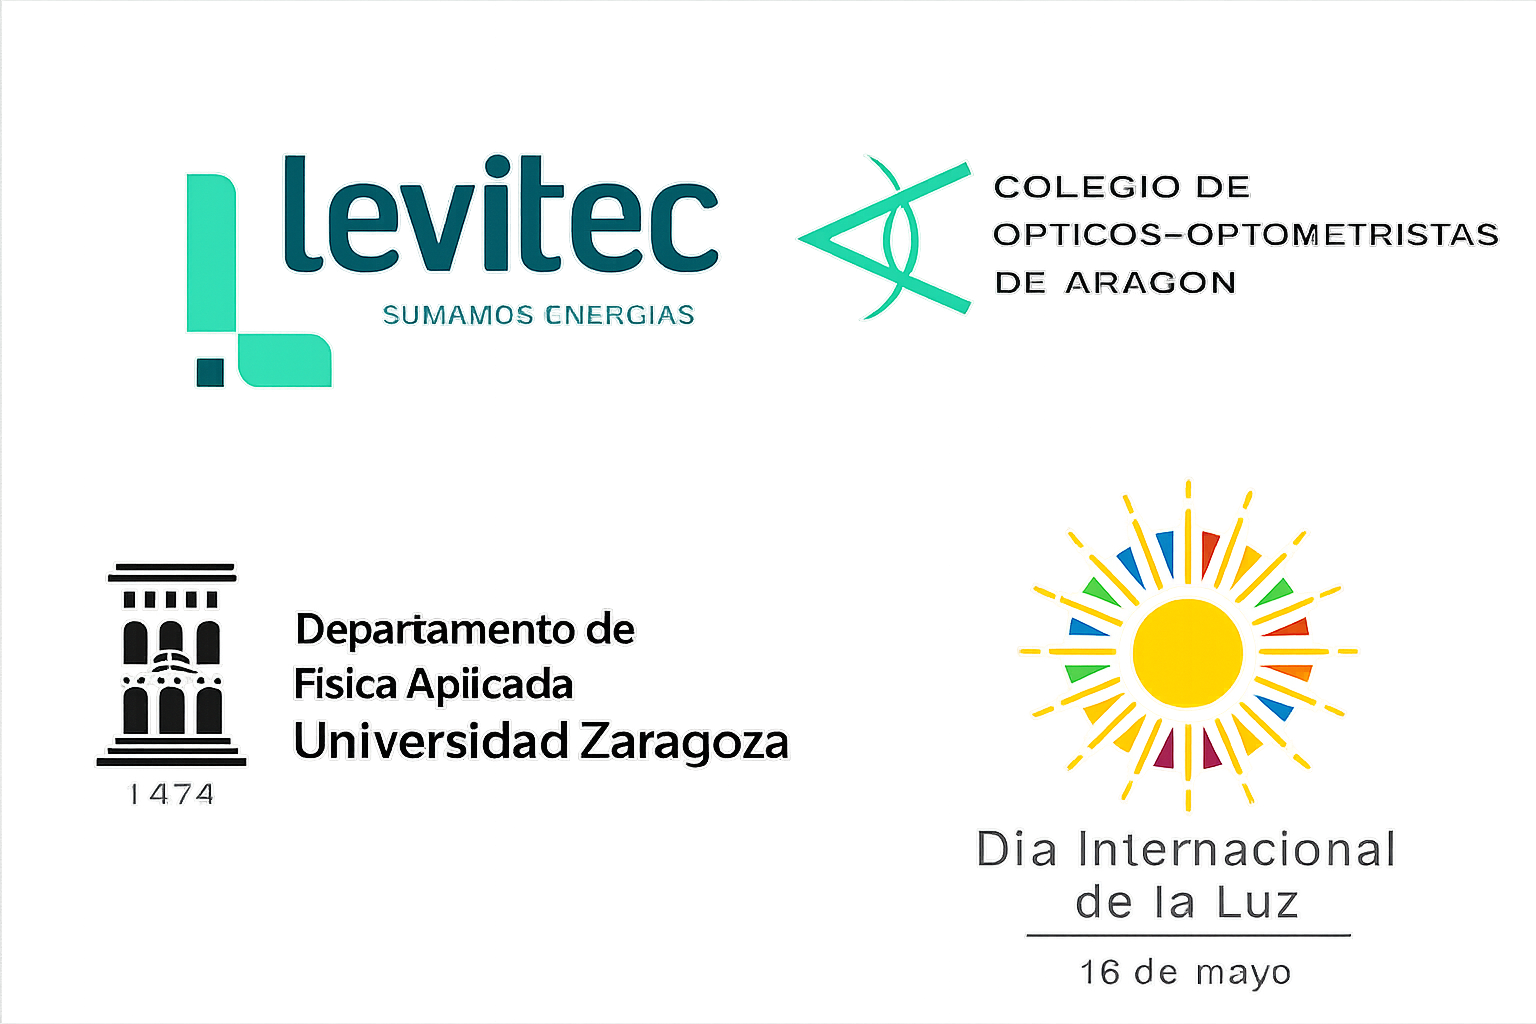 levitec
SUMAMOS ENERGIAS
COLEGIO DE
OPTICOS-OPTOMETRISTAS
DE ARAGON
Departamento de
Física Apiicada
Universidad Zaragoza
1474
Dia Internacional
de la Luz
16 de mayo